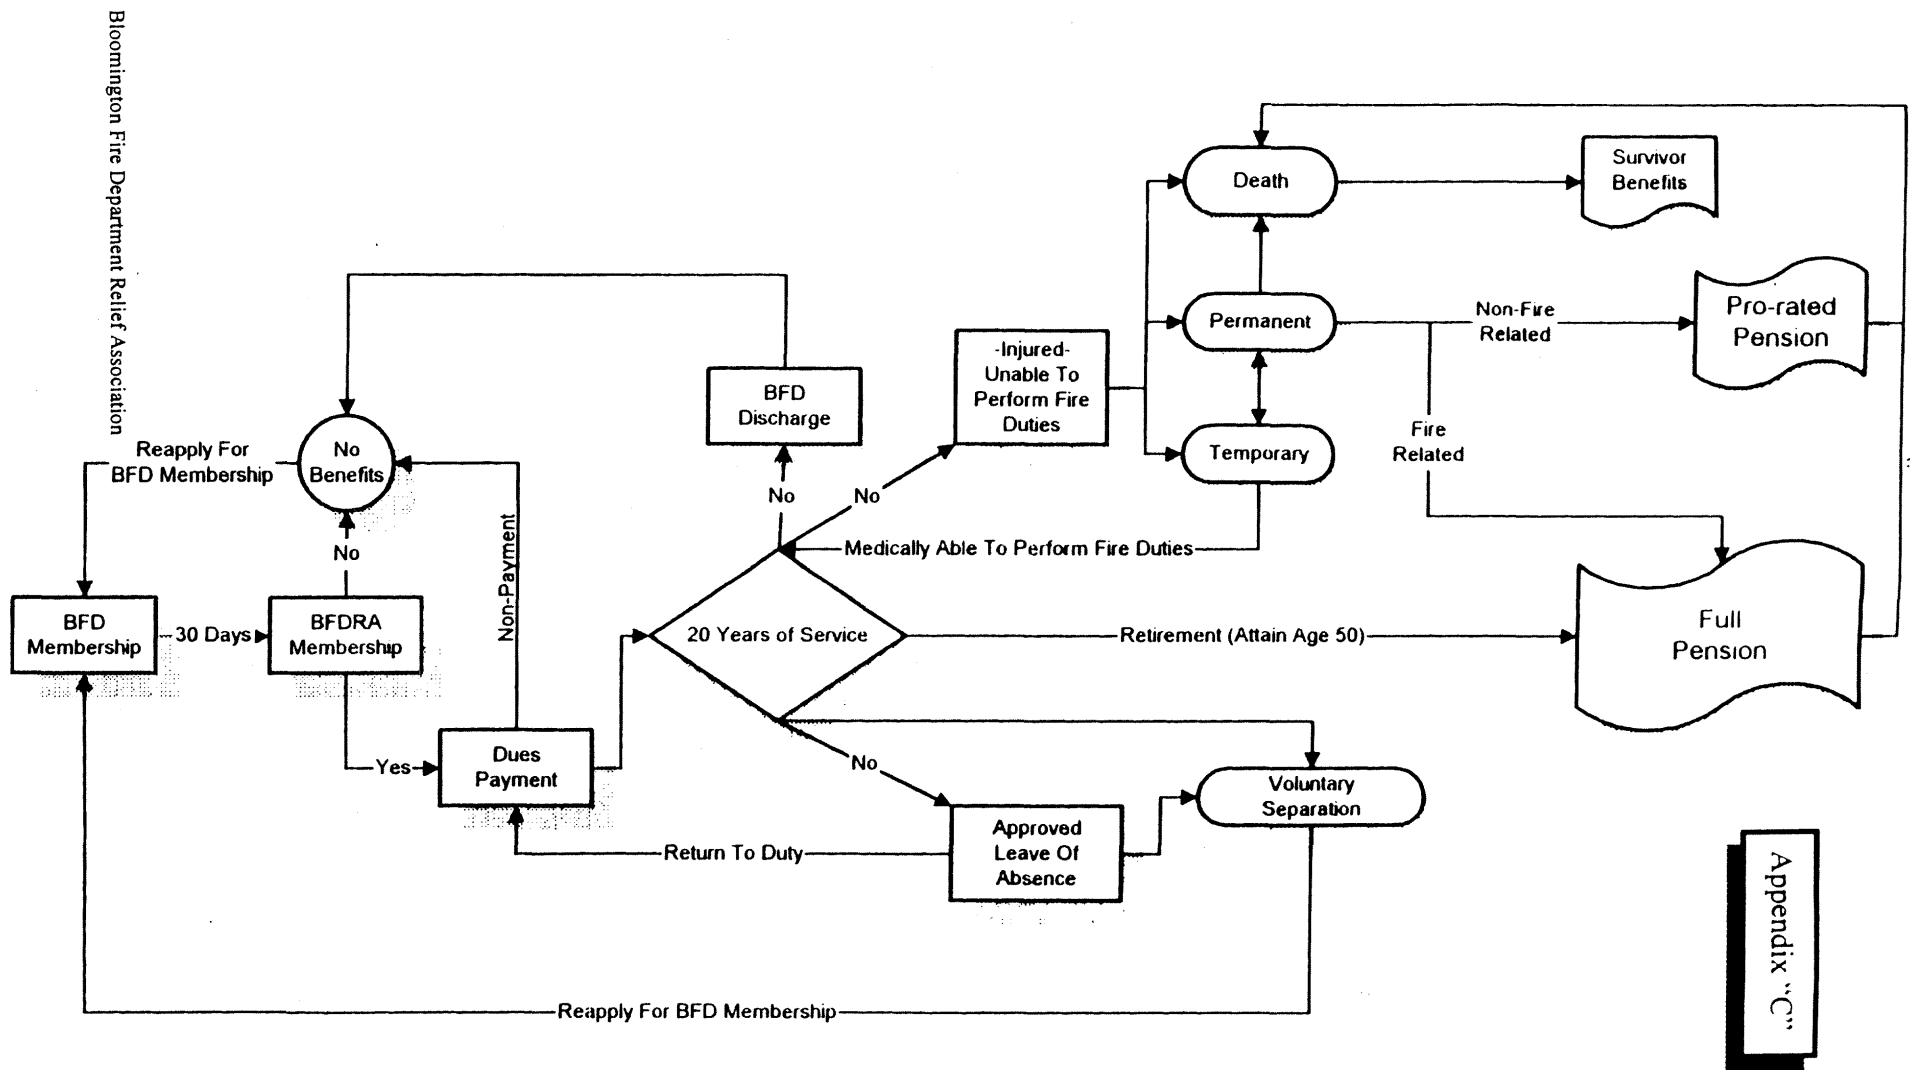 Bloomington Fire Department Relief Association
Death
Survivor
Benefits
Permanent
Non-Fire
Related
Pro-rated
Pension
-Injured-
Unable To
Perform Fire
Duties
BFD
Discharge
Temporary
Fire
Related
Reapply For
BFD Membership
No
Benefits
No
No
No
Non-Payment
Medically Able To Perform Fire Duties
BFD
Membership
30 Days
BFDRA
Membership
20 Years of Service
Retirement (Attain Age 50)
Full
Pension
Yes
Dues
Payment
No
Voluntary
Separation
Return To Duty
Approved
Leave Of
Absence
Reapply For BFD Membership
Appendix "C"